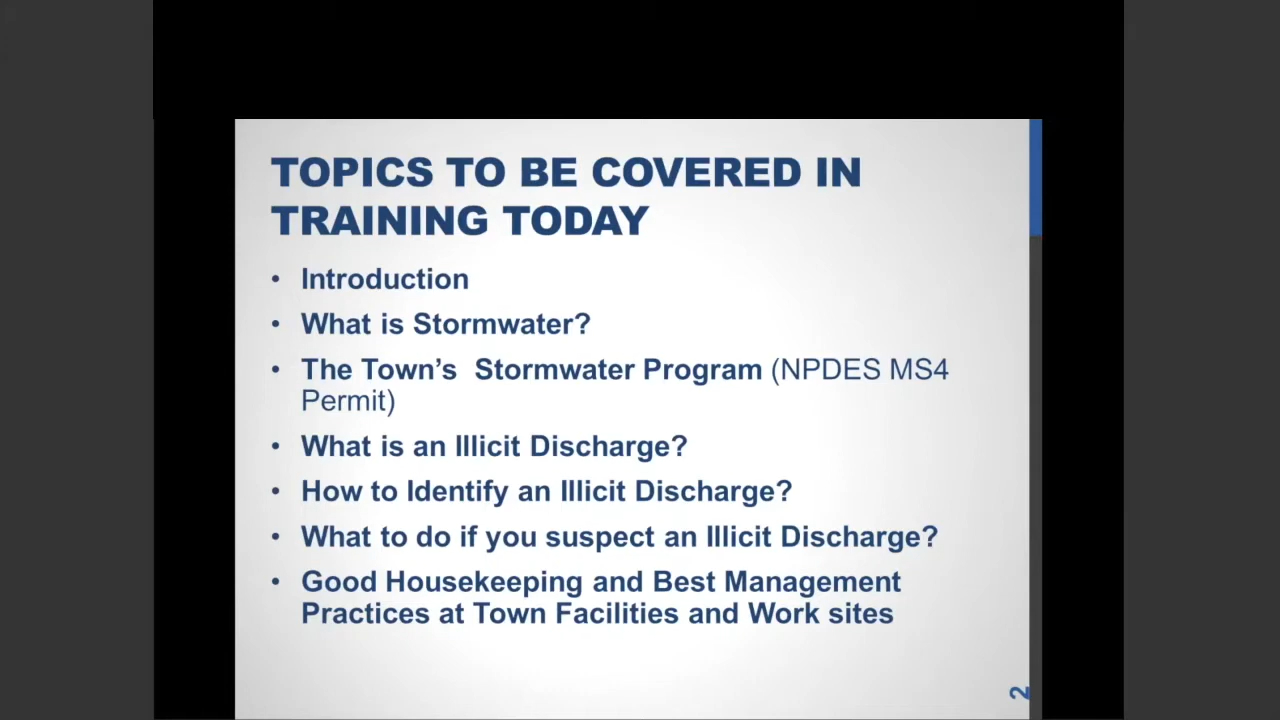 TOPICS TO BE COVERED IN
TRAINING TODAY
• Introduction
• What is Stormwater?
• The Town’s  Stormwater Program (NPDES MS4
Permit)
• What is an Illicit Discharge?
• How to Identify an Illicit Discharge?
• What to do if you suspect an Illicit Discharge?
• Good Housekeeping and Best Management
Practices at Town Facilities and Work sites
2